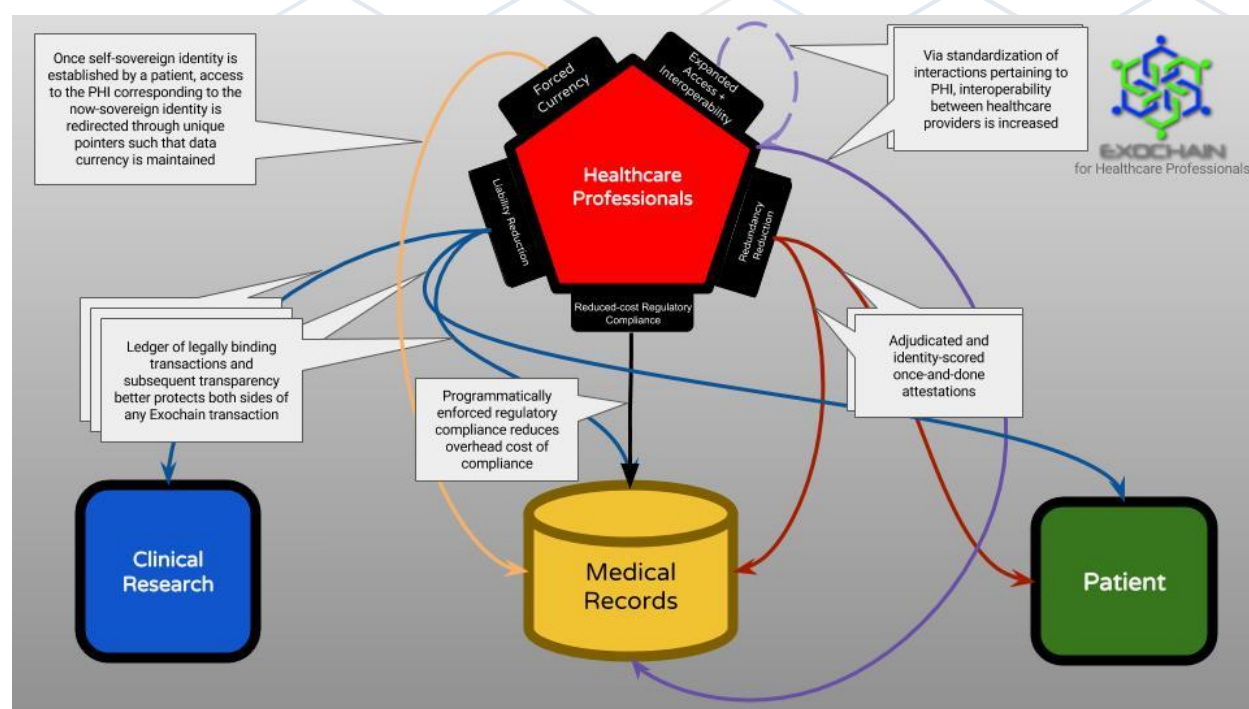 Once self-sovereign identity is
established by a patient, access
to the PHI corresponding to the
now-sovereign identity is
redirected through unique
pointers such that data
currency is maintained
Forced
Currency
Expanded
Access +
Interoperability
Via standardization of
interactions pertaining to
PHI, interoperability
between healthcare
providers is increased
EXOCHAIN
for Healthcare Professionals
Healthcare
Professionals
Liability Reduction
Redundancy
Reduction
Reduced-cost Regulatory
Compliance
Ledger of legally binding
transactions and
subsequent transparency
better protects both sides of
any Exochain transaction
Programmatically
enforced regulatory
compliance reduces
overhead cost of
compliance
Adjudicated and
identity-scored
once-and-done
attestations
Clinical
Research
Medical
Records
Patient